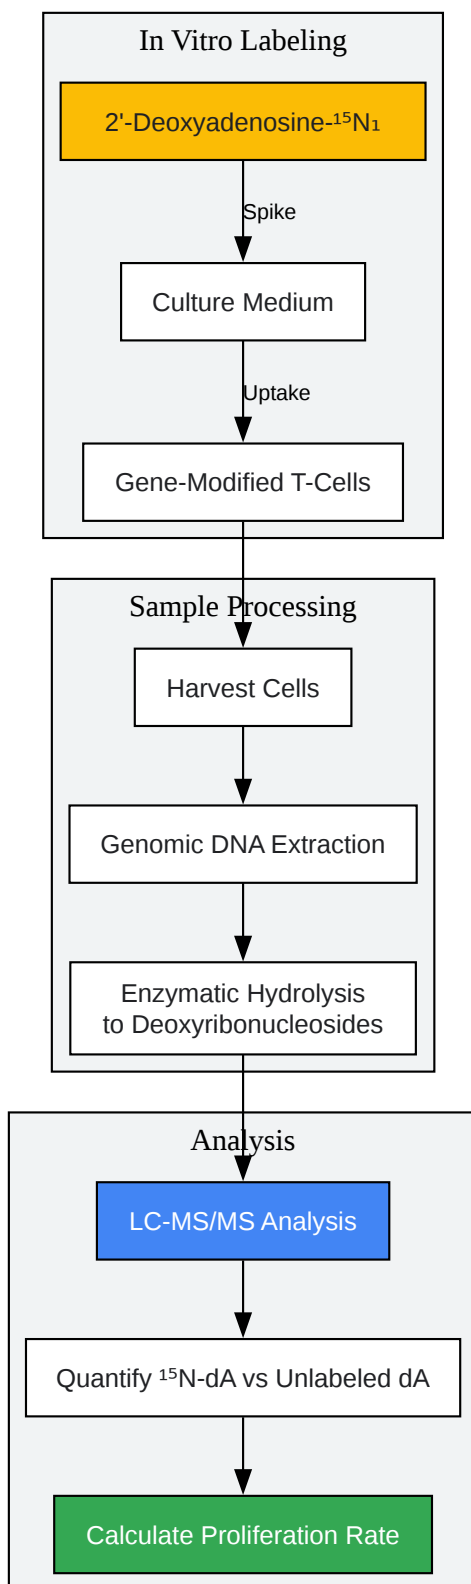 In Vitro Labeling
2'-Deoxyadenosine-¹⁵N₁
Spike
Culture Medium
Uptake
Gene-Modified T-Cells
Sample Processing
Harvest Cells
Genomic DNA Extraction
Enzymatic Hydrolysis
to Deoxyribonucleosides
Analysis
LC-MS/MS Analysis
Quantify ¹⁵N-dA vs Unlabeled dA
Calculate Proliferation Rate